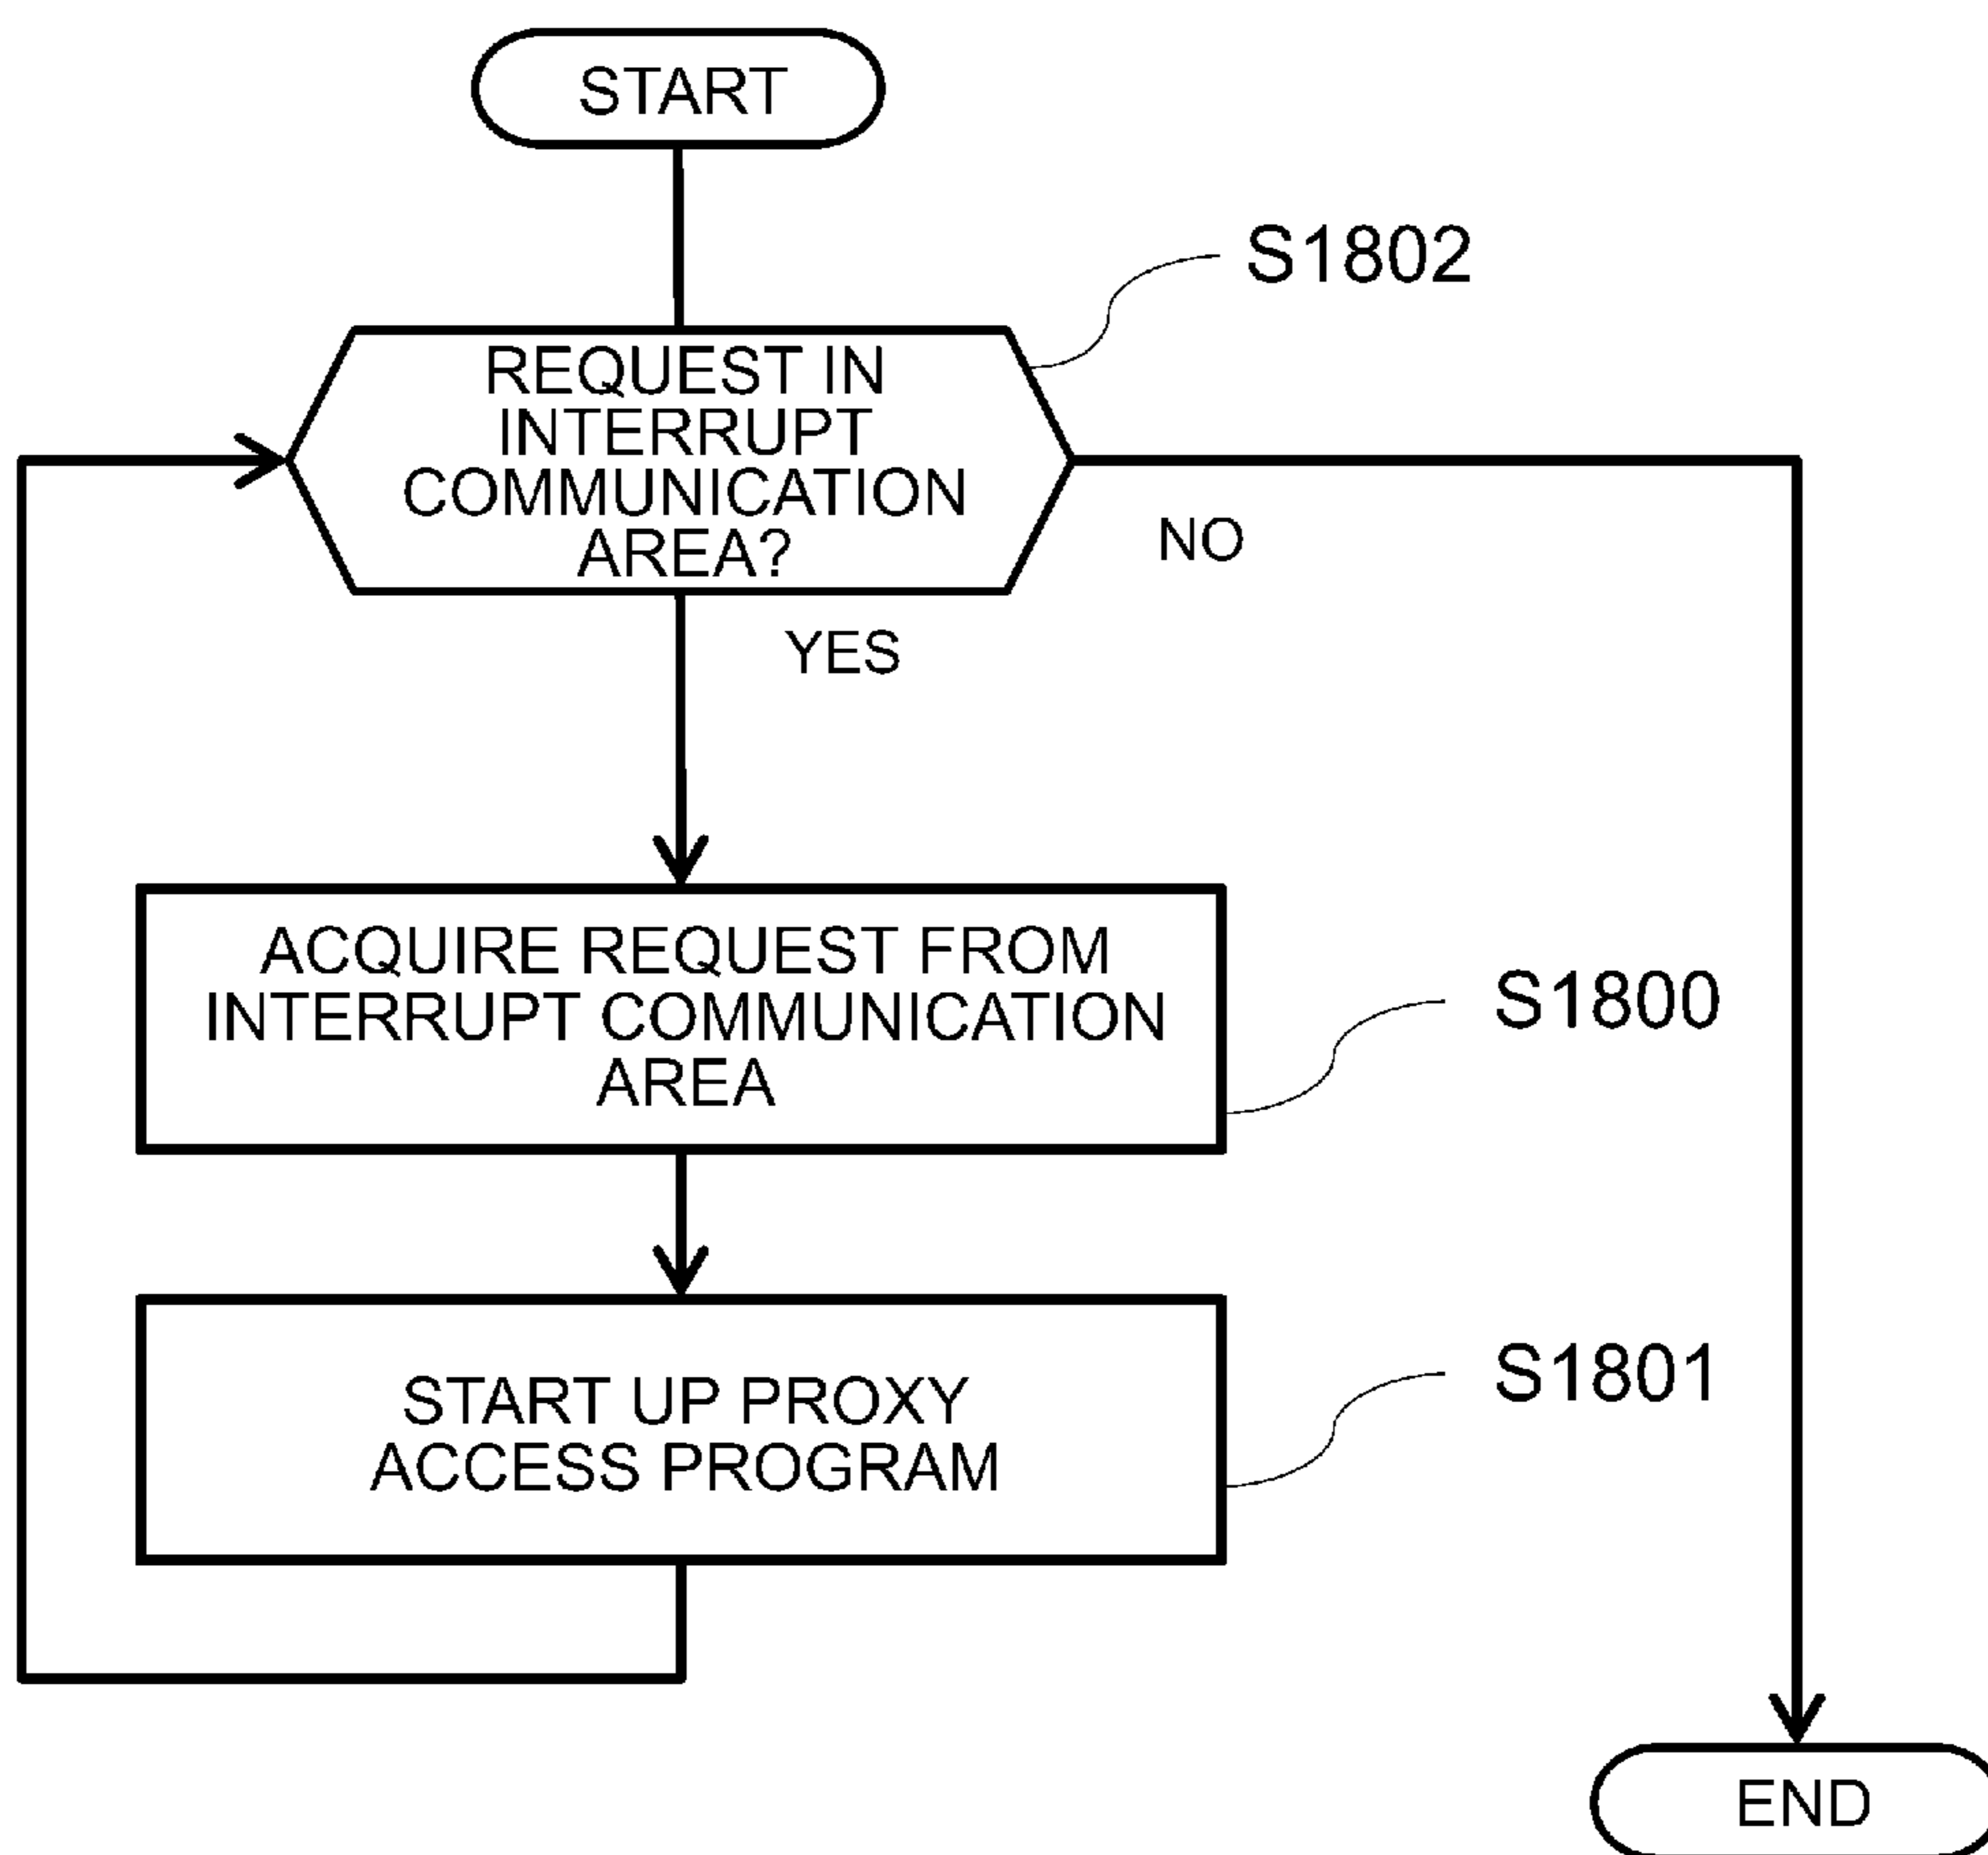 START
S1802
REQUEST IN
INTERRUPT
COMMUNICATION
AREA?
NO
YES
ACQUIRE REQUEST FROM
INTERRUPT COMMUNICATION
AREA
S1800
START UP PROXY
ACCESS PROGRAM
S1801
END